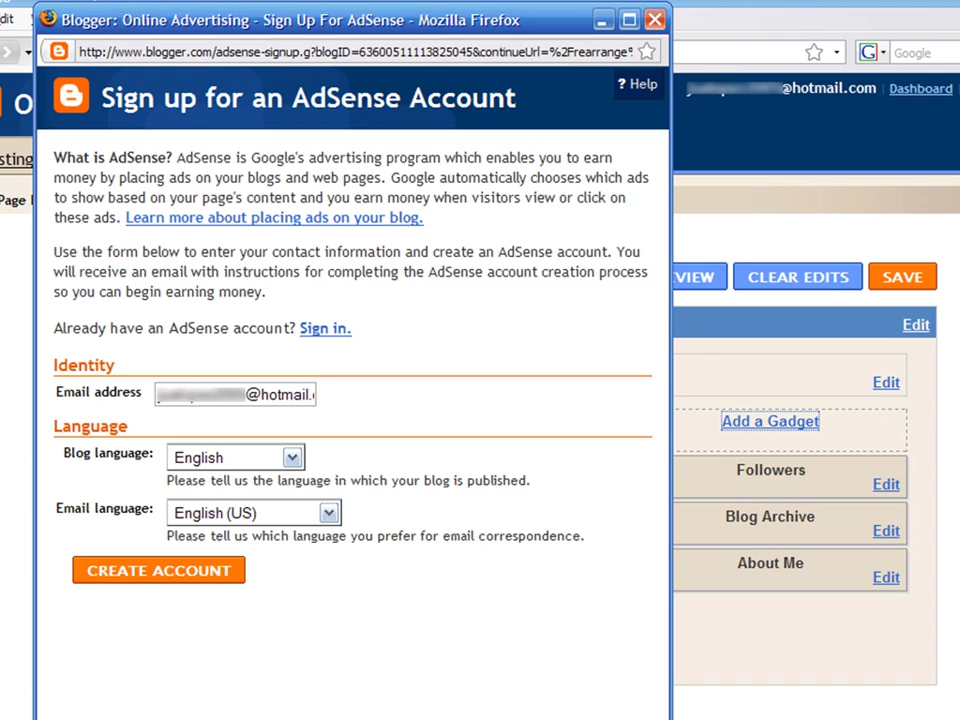 Blogger: Online Advertising - Sign Up For AdSense - Mozilla Firefox
http://www.blogger.com/adsense-signup.g?blogID=6360051113825045&continueUrl=%2Frearrange%
Sign up for an AdSense Account
? Help
What is AdSense? AdSense is Google's advertising program which enables you to earn
money by placing ads on your blogs and web pages. Google automatically chooses which ads
to show based on your page's content and you earn money when visitors view or click on
these ads. Learn more about placing ads on your blog.
Use the form below to enter your contact information and create an AdSense account. You
will receive an email with instructions for completing the AdSense account creation process
so you can begin earning money.
Already have an AdSense account? Sign in.
Identity
Email address @hotmail.
Language
Blog language: English
Please tell us the language in which your blog is published.
Email language: English (US)
Please tell us which language you prefer for email correspondence.
CREATE ACCOUNT
Google
@hotmail.com | Dashboard
dit
O
sting
Page
VIEW
CLEAR EDITS
SAVE
Edit
Edit
Add a Gadget
Followers
Edit
Blog Archive
Edit
About Me
Edit